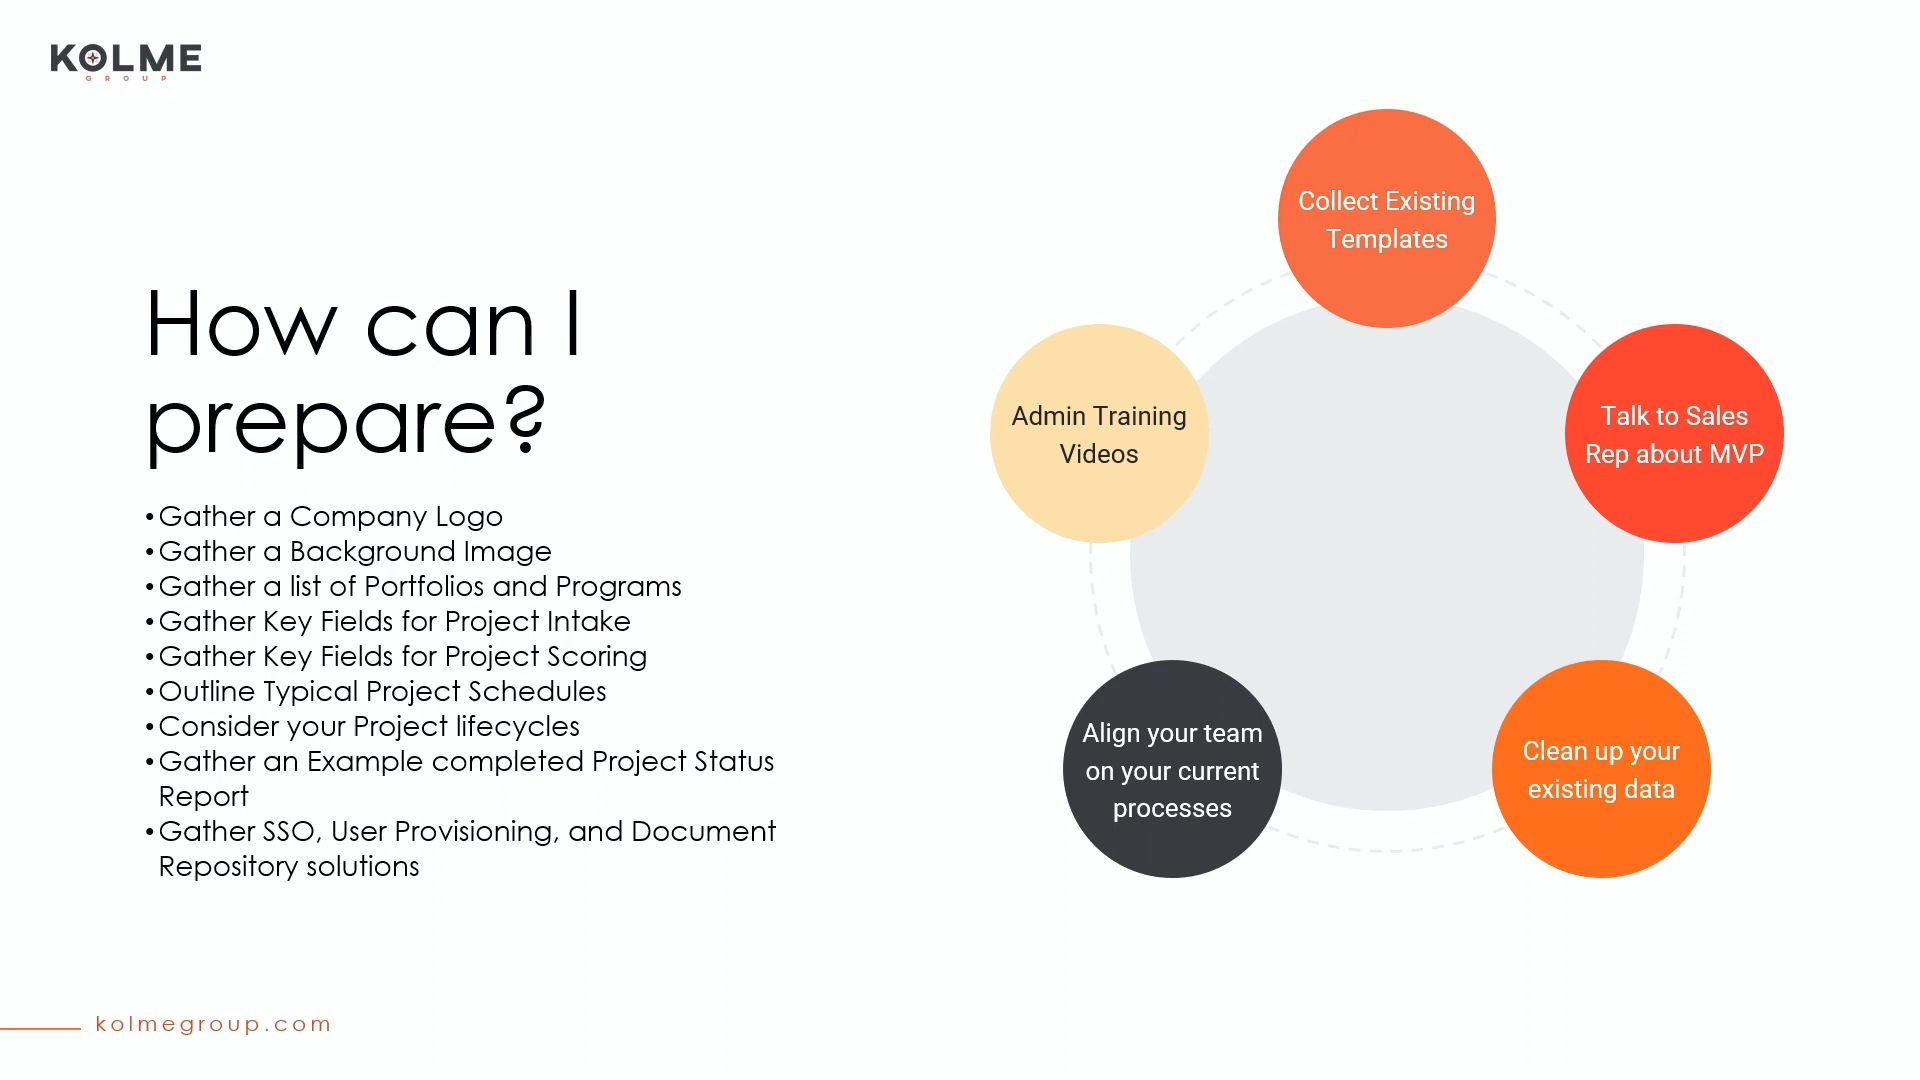 KOLME
GROUP
How can I
prepare?
•Gather a Company Logo
•Gather a Background Image
•Gather a list of Portfolios and Programs
•Gather Key Fields for Project Intake
•Gather Key Fields for Project Scoring
•Outline Typical Project Schedules
•Consider your Project lifecycles
•Gather an Example completed Project Status
Report
•Gather SSO, User Provisioning, and Document
Repository solutions
Collect Existing
Templates
Talk to Sales
Rep about MVP
Clean up your
existing data
Align your team
on your current
processes
Admin Training
Videos
kolmegroup.com